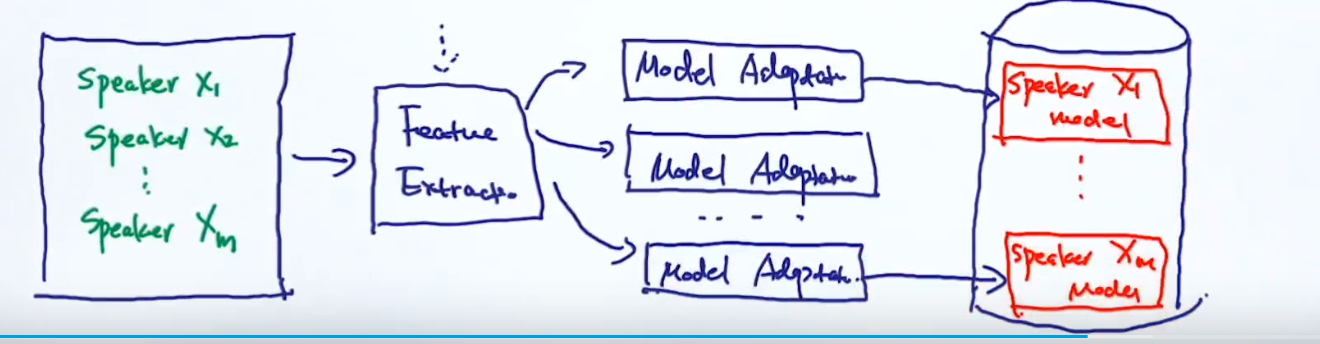 Speaker X1
Speaker X2
Speaker Xm
Feature
Extractn
Model Adaptatn
Model Adaptatn
Model Adaptatn
Speaker X1
model
Speaker Xm
Model